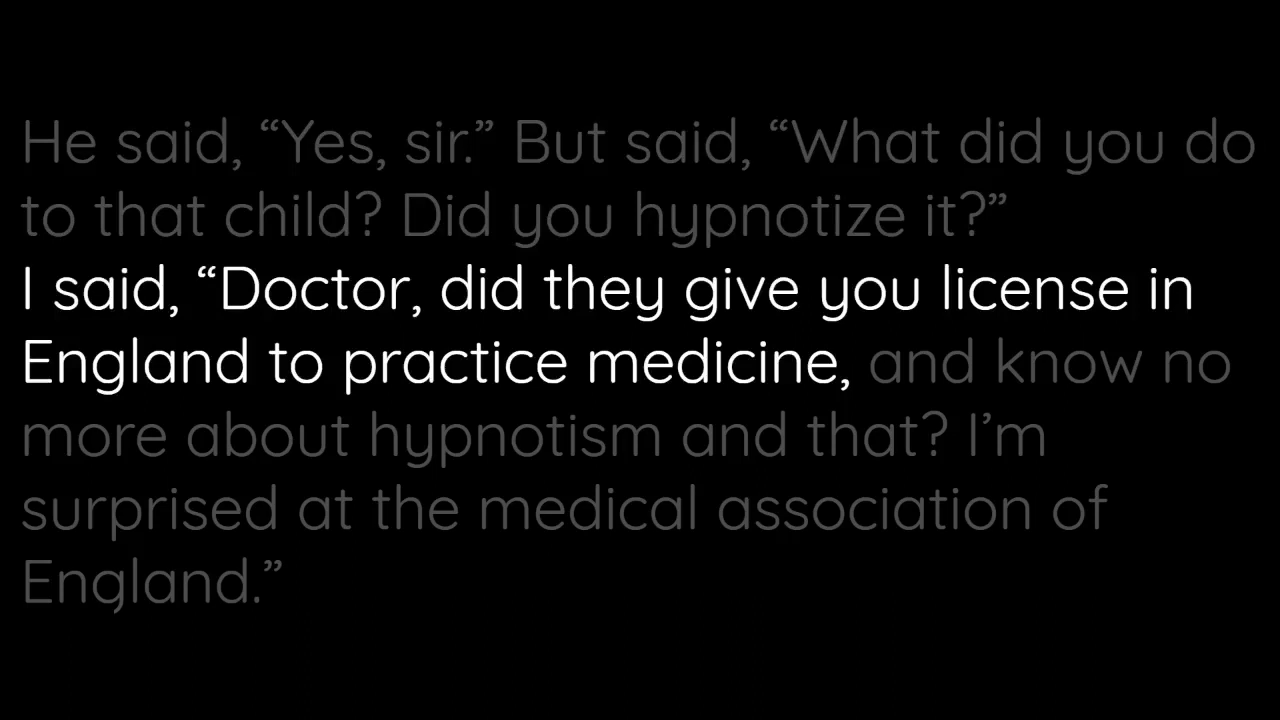 He said, “Yes, sir.” But said, “What did you do
to that child? Did you hypnotize it?”
I said, “Doctor, did they give you license in
England to practice medicine, and know no
more about hypnotism and that? I’m
surprised at the medical association of
England.”